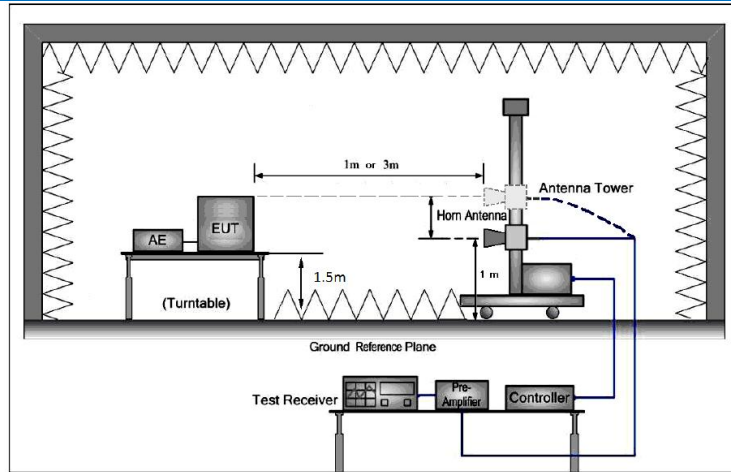 1m or 3m
Antenna Tower
Horn Antenna
EUT
AE
1 m
1.5m
(Turntable)
Ground Reference Plane
Test Receiver
Pre-
Amplifier
Controller